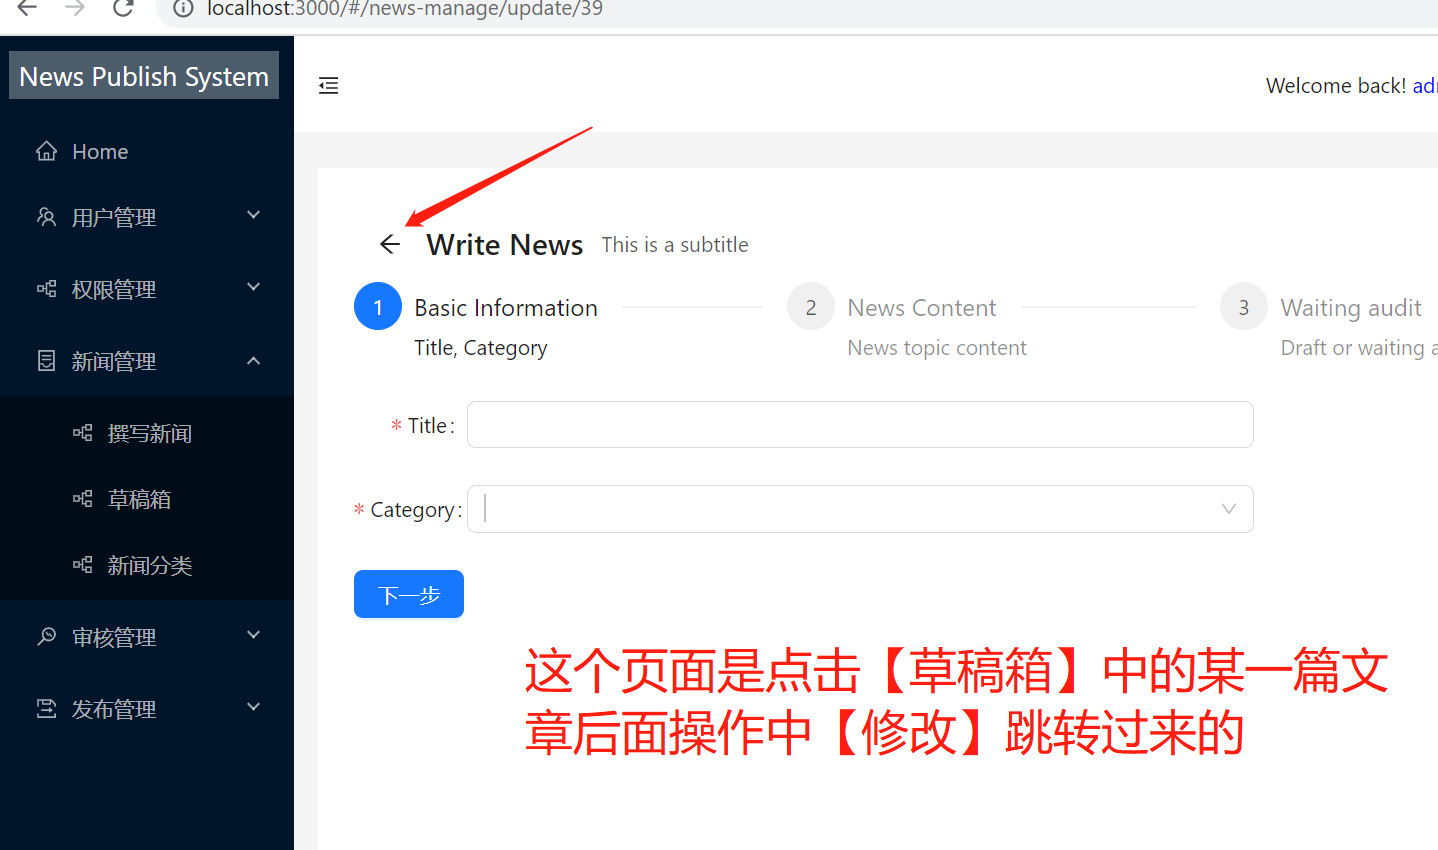 localhost:3000/#/news-manage/update/39
News Publish System
Welcome back!
Home
用户管理
权限管理
新闻管理
撰写新闻
草稿箱
新闻分类
审核管理
发布管理
Write News This is a subtitle
1 Basic Information 2 News Content 3 Waiting audit
Title, Category News topic content Draft or waiting
* Title:
* Category:
下一步
这个页面是点击【草稿箱】中的某一篇文
章后面操作中【修改】跳转过来的